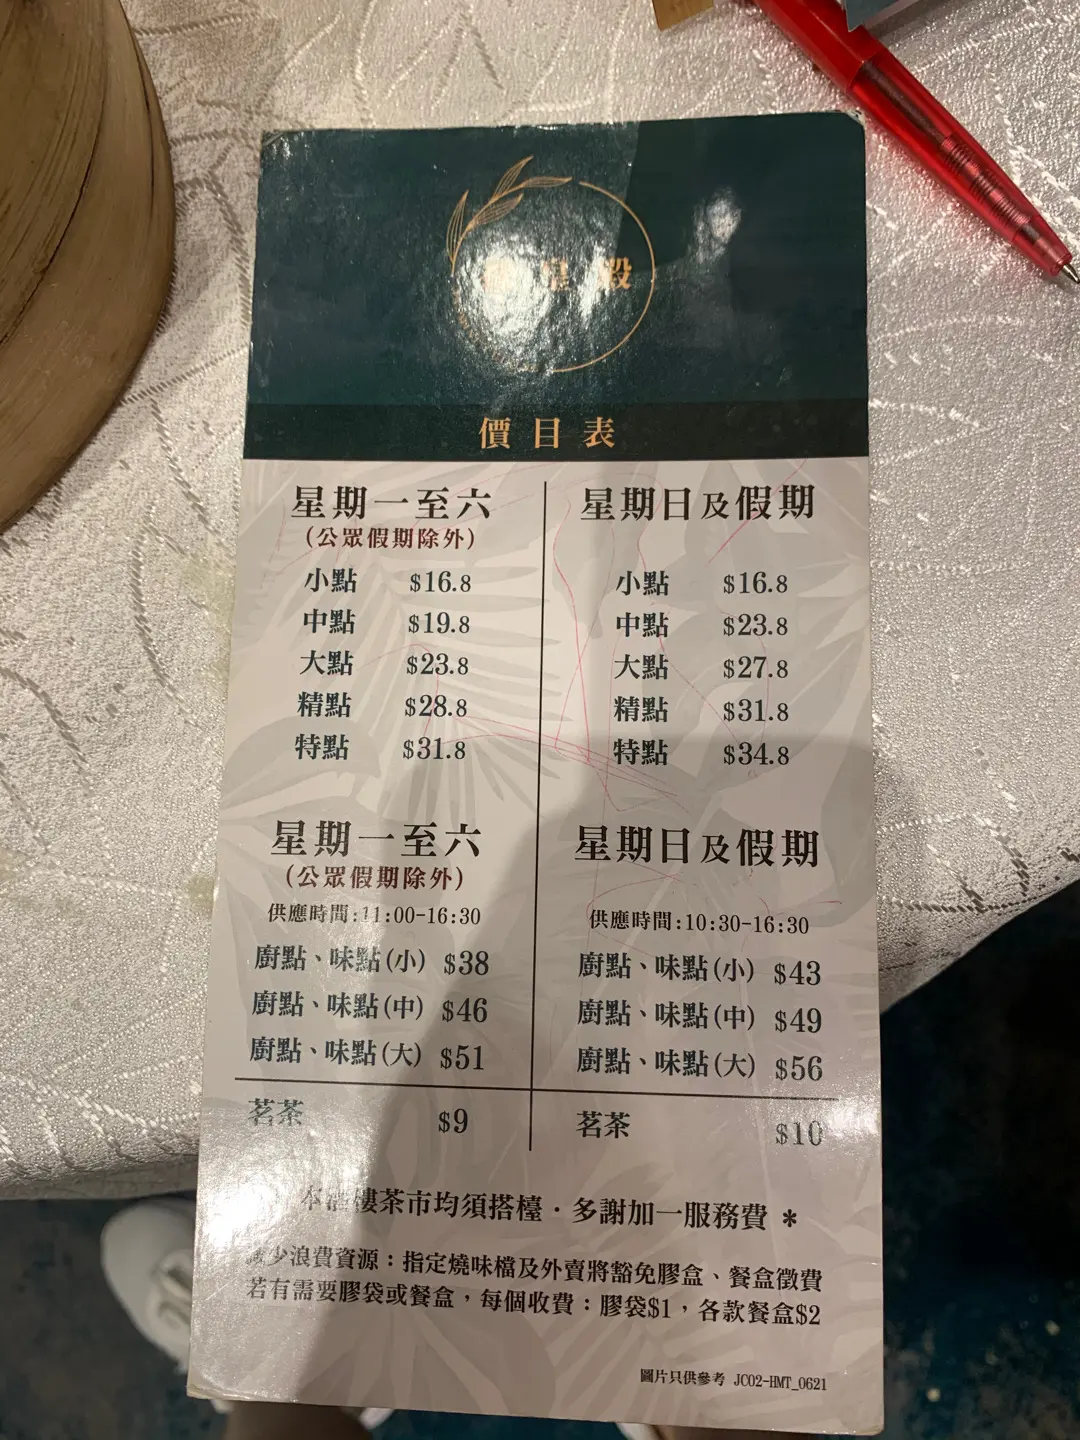 皇 殿
價目表
星期一至六
(公眾假期除外)
小點 $16.8
中點 $19.8
大點 $23.8
精點 $28.8
特點 $31.8
星期日及假期
小點 $16.8
中點 $23.8
大點 $27.8
精點 $31.8
特點 $34.8
星期一至六
(公眾假期除外)
供應時間:11:00-16:30
廚點、味點(小) $38
廚點、味點(中) $46
廚點、味點(大) $51
茗茶 $9
星期日及假期
供應時間:10:30-16:30
廚點、味點(小) $43
廚點、味點(中) $49
廚點、味點(大) $56
茗茶 $10
本酒樓茶市均須搭檯・多謝加一服務費 *
減少浪費資源：指定燒味檔及外賣將豁免膠盒、餐盒徵費
若有需要膠袋或餐盒，每個收費：膠袋$1，各款餐盒$2
圖片只供參考 JC02-HMT_0621